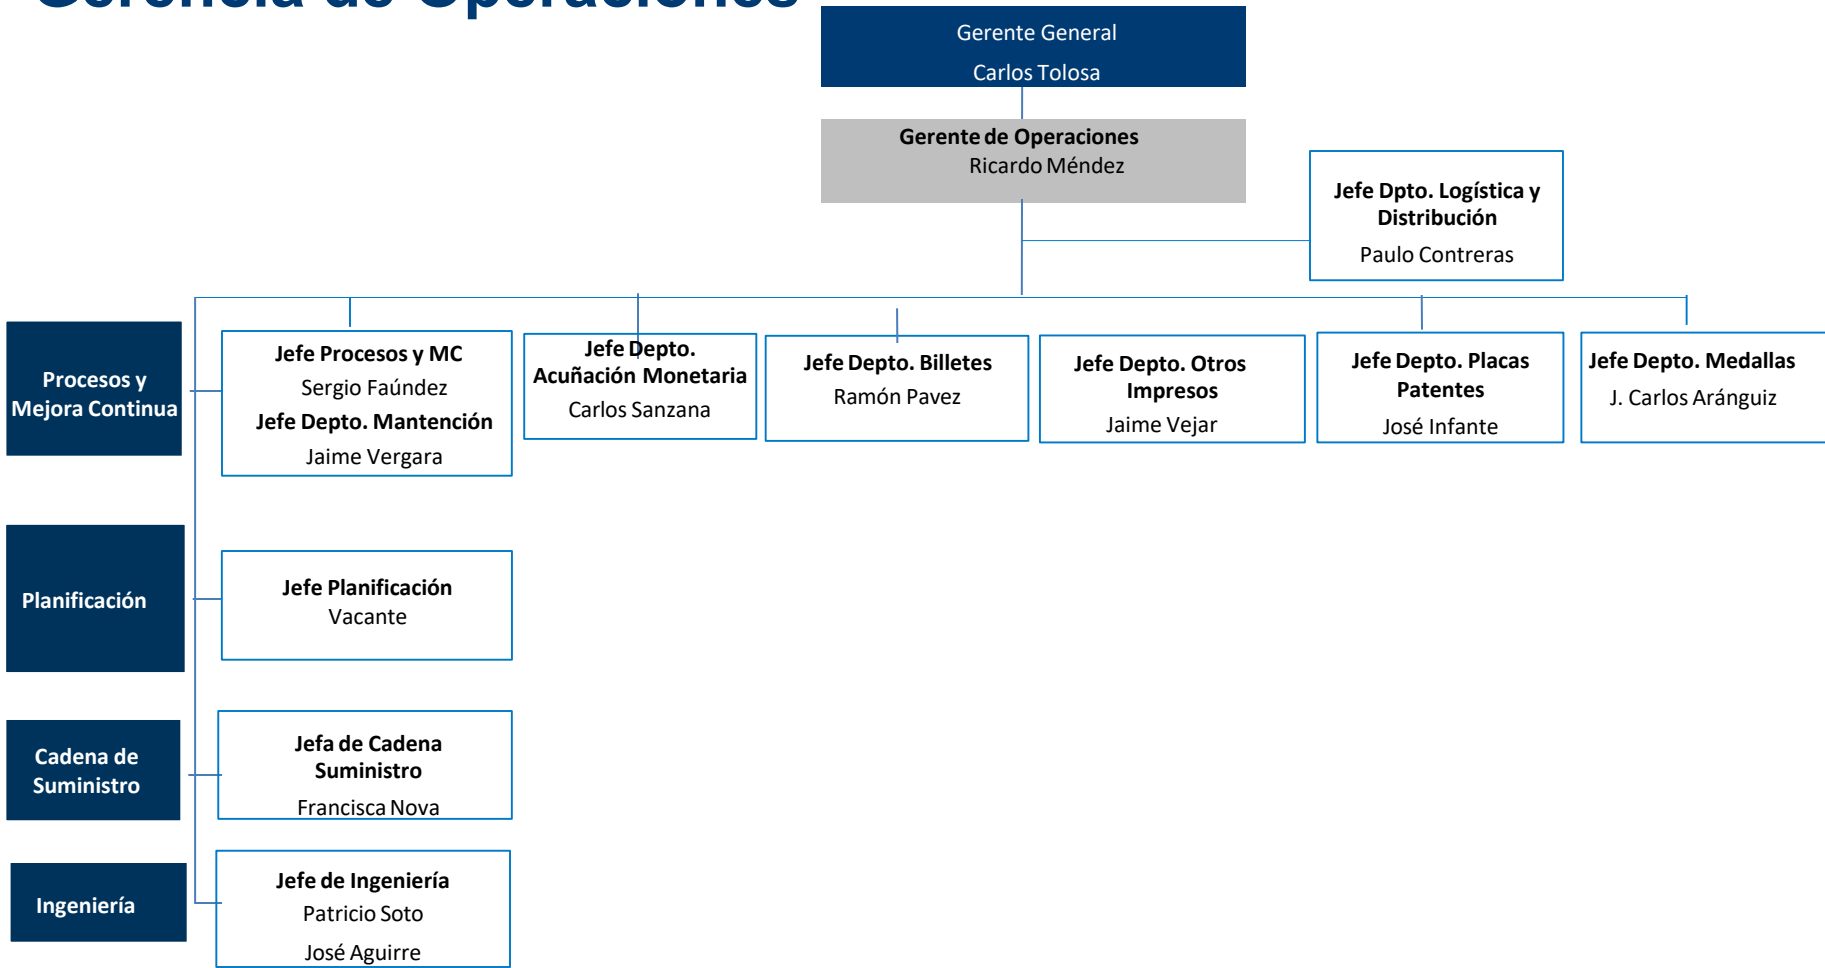 Gerencia de Operaciones
Gerente General
Carlos Tolosa
Gerente de Operaciones
Ricardo Méndez
Jefe Dpto. Logística y
Distribución
Paulo Contreras
Procesos y
Mejora Continua
Jefe Procesos y MC
Sergio Faúndez
Jefe Depto. Mantención
Jaime Vergara
Jefe Depto.
Acuñación Monetaria
Carlos Sanzana
Jefe Depto. Billetes
Ramón Pavez
Jefe Depto. Otros
Impresos
Jaime Vejar
Jefe Depto. Placas
Patentes
José Infante
Jefe Depto. Medallas
J. Carlos Aránguiz
Planificación
Jefe Planificación
Vacante
Cadena de
Suministro
Jefa de Cadena
Suministro
Francisca Nova
Ingeniería
Jefe de Ingeniería
Patricio Soto
José Aguirre